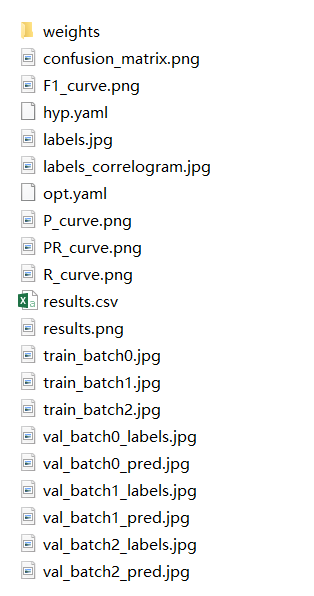 weights
confusion_matrix.png
F1_curve.png
hyp.yaml
labels.jpg
labels_correlogram.jpg
opt.yaml
P_curve.png
PR_curve.png
R_curve.png
results.csv
results.png
train_batch0.jpg
train_batch1.jpg
train_batch2.jpg
val_batch0_labels.jpg
val_batch0_pred.jpg
val_batch1_labels.jpg
val_batch1_pred.jpg
val_batch2_labels.jpg
val_batch2_pred.jpg